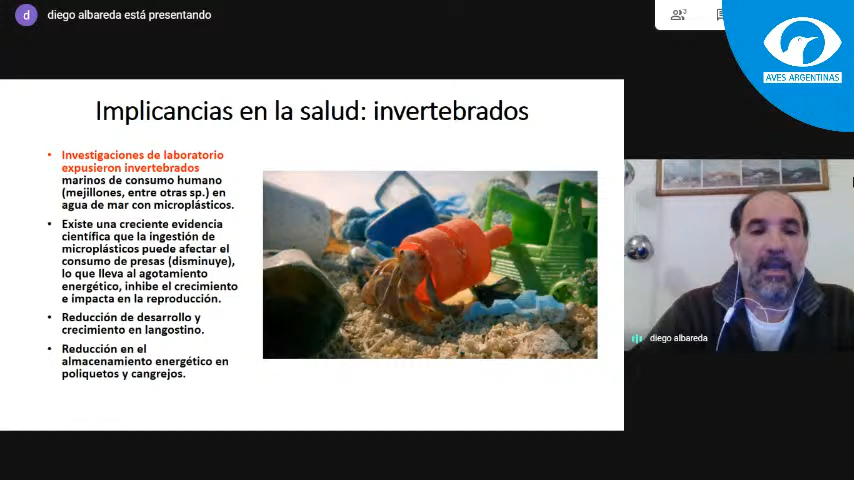 d
diego albareda está presentando
3
AVES ARGENTINAS
Implicancias en la salud: invertebrados
• Investigaciones de laboratorio
expusieron invertebrados
marinos de consumo humano
(mejillones, entre otras sp.) en
agua de mar con microplásticos.
• Existe una creciente evidencia
científica que la ingestión de
microplásticos puede afectar el
consumo de presas (disminuye),
lo que lleva al agotamiento
energético, inhibe el crecimiento
e impacta en la reproducción.
• Reducción de desarrollo y
crecimiento en langostino.
• Reducción en el
almacenamiento energético en
poliquetos y cangrejos.
diego albareda